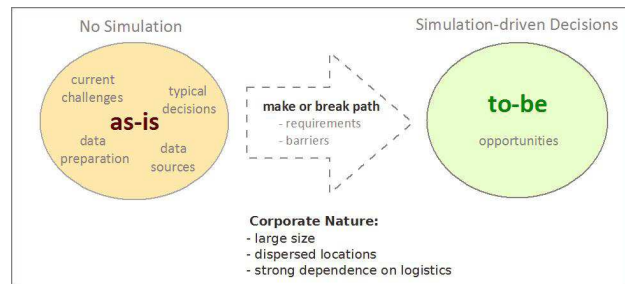 No Simulation
Simulation-driven Decisions
current
challenges
typical
decisions
as-is
data
preparation
data
sources
make or break path
- requirements
- barriers
to-be
opportunities
Corporate Nature:
- large size
- dispersed locations
- strong dependence on logistics